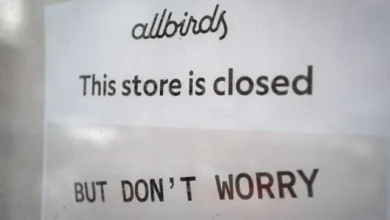 allbirds
This store is closed
BUT DON'T WORRY